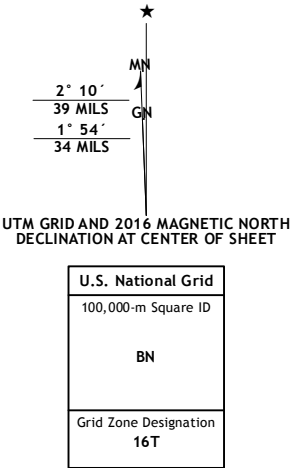 MN
2° 10´
39 MILS
GN
1° 54´
34 MILS
UTM GRID AND 2016 MAGNETIC NORTH
DECLINATION AT CENTER OF SHEET
U.S. National Grid
100,000-m Square ID
BN
Grid Zone Designation
16T